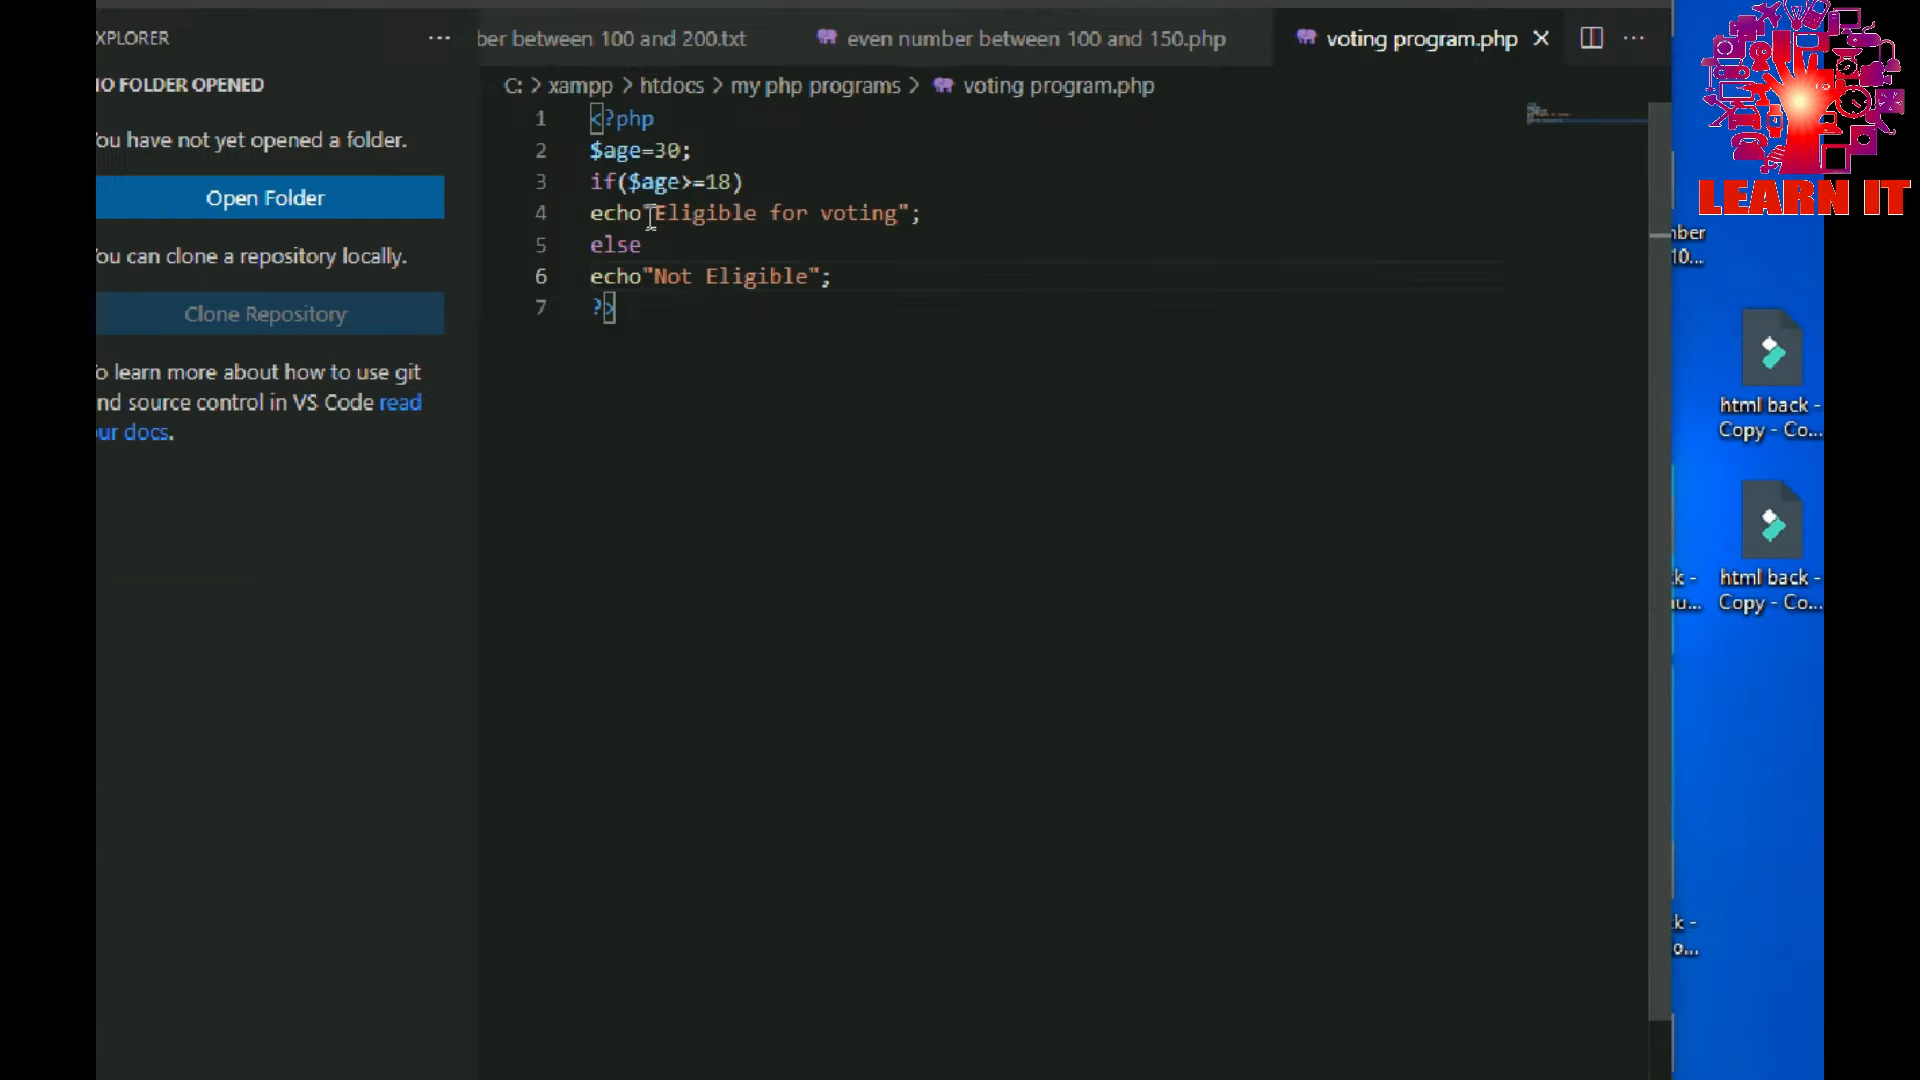 XPLORER
···
ber between 100 and 200.txt
even number between 100 and 150.php
voting program.php
···
IO FOLDER OPENED
C: > xampp > htdocs > my php programs > voting program.php
ou have not yet opened a folder.
Open Folder
ou can clone a repository locally.
Clone Repository
o learn more about how to use git
nd source control in VS Code read
ur docs.
1 <?php
2 $age=30;
3 if($age>=18)
4 echo"Eligible for voting";
5 else
6 echo"Not Eligible";
7 ?>
LEARN IT
nber
10...
html back -
Copy - Co...
k -
u...
html back -
Copy - Co...
k -
o...